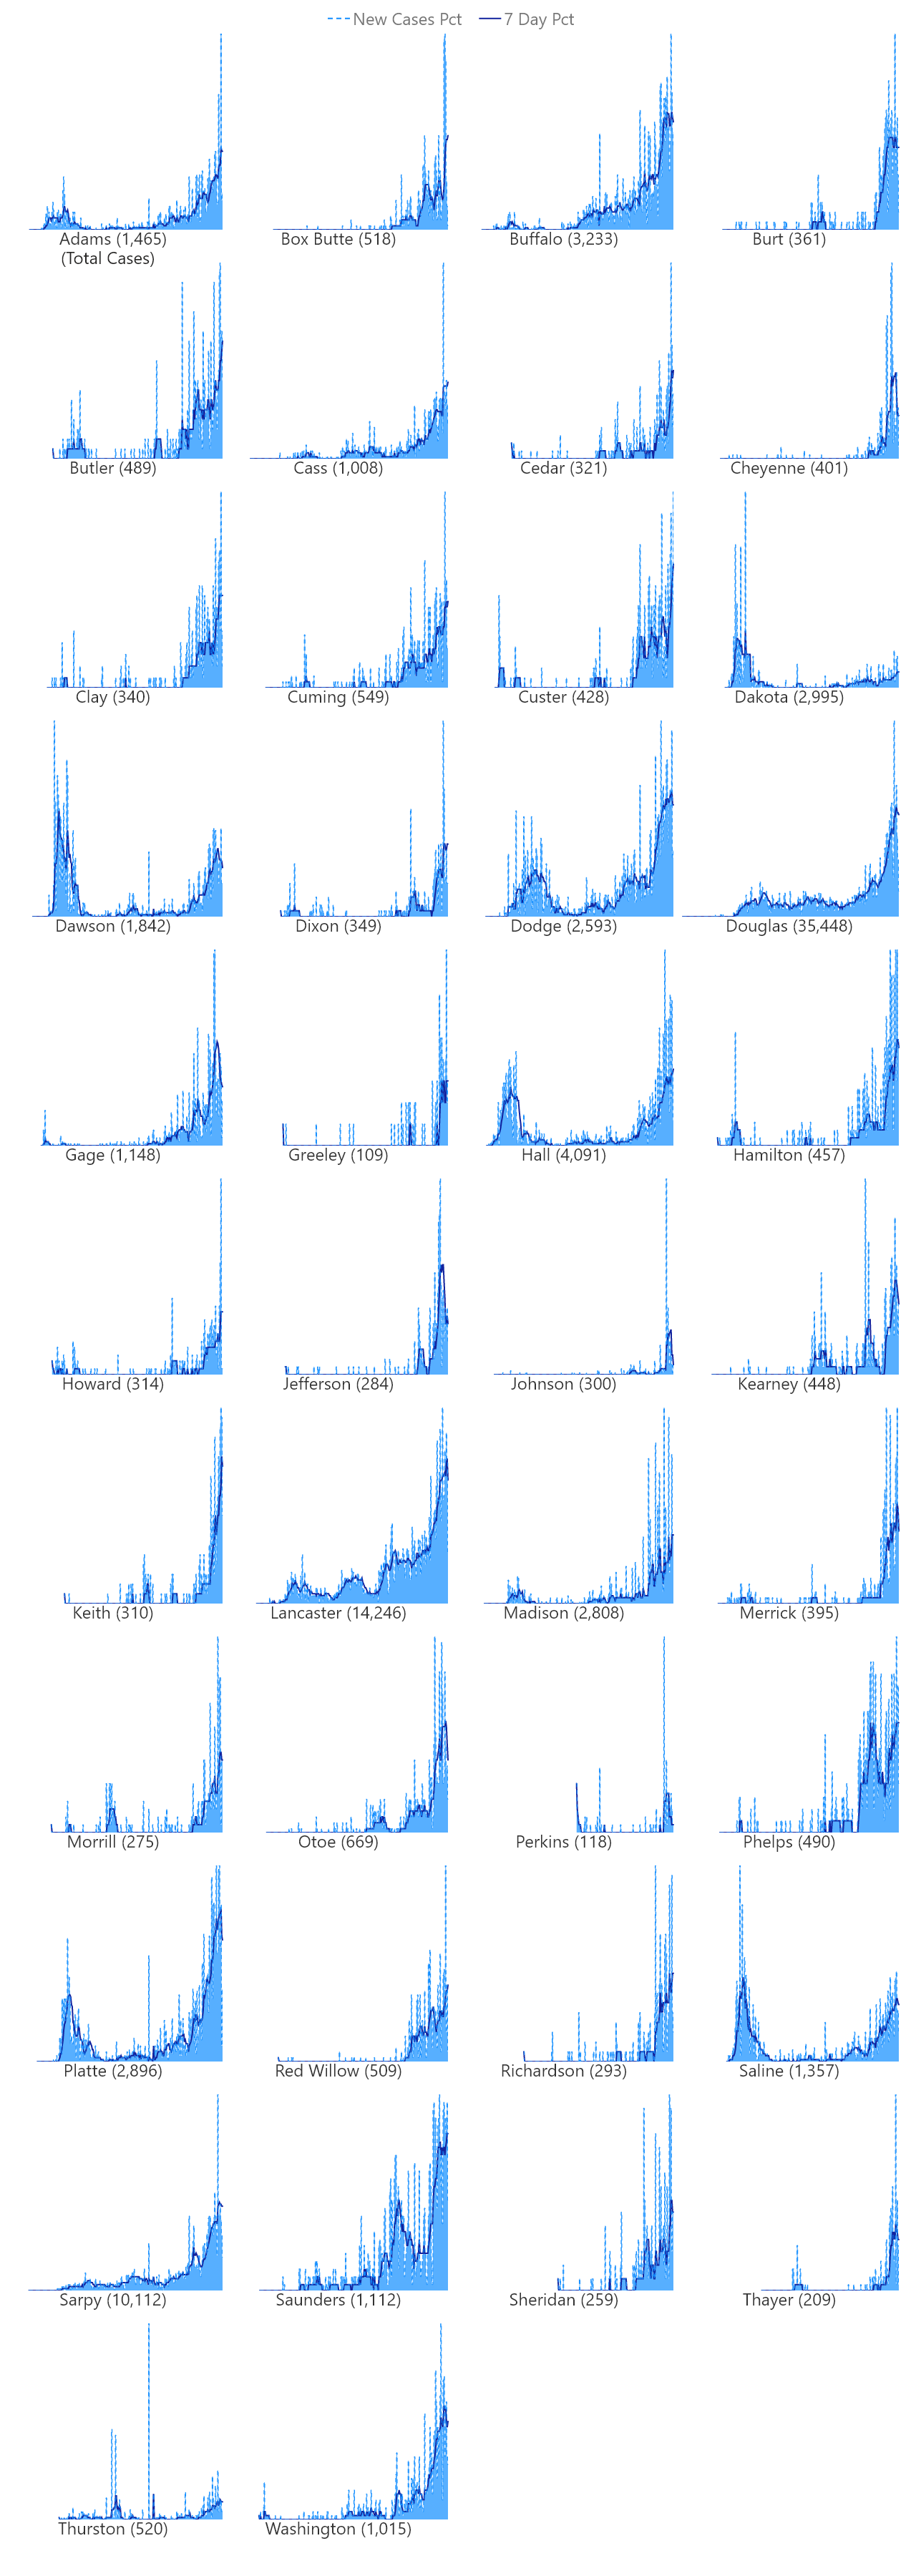 New Cases Pct 7 Day Pct
Adams (1,465) Box Butte (518) Buffalo (3,233) Burt (361)
(Total Cases)
Butler (489) Cass (1,008) Cedar (321) Cheyenne (401)
Clay (340) Cuming (549) Custer (428) Dakota (2,995)
Dawson (1,842) Dixon (349) Dodge (2,593) Douglas (35,448)
Gage (1,148) Greeley (109) Hall (4,091) Hamilton (457)
Howard (314) Jefferson (284) Johnson (300) Kearney (448)
Keith (310) Lancaster (14,246) Madison (2,808) Merrick (395)
Morrill (275) Otoe (669) Perkins (118) Phelps (490)
Platte (2,896) Red Willow (509) Richardson (293) Saline (1,357)
Sarpy (10,112) Saunders (1,112) Sheridan (259) Thayer (209)
Thurston (520) Washington (1,015)